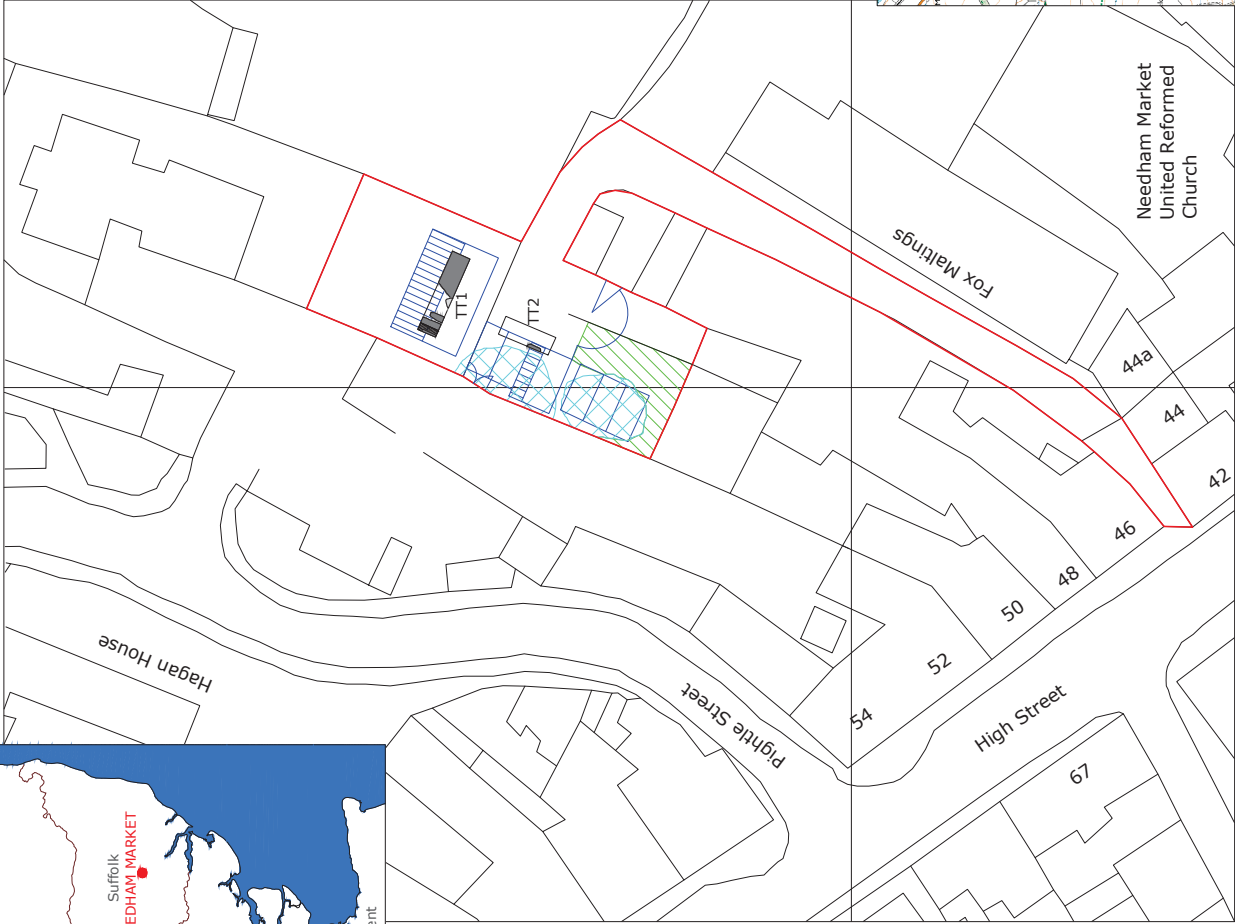 Needham Market
United Reformed
Church
Fox Maltings
TT1
TT2
44a
44
42
46
48
50
52
54
High Street
Pightle Street
Hagan House
67
Suffolk
EDHAM MARKET
ent